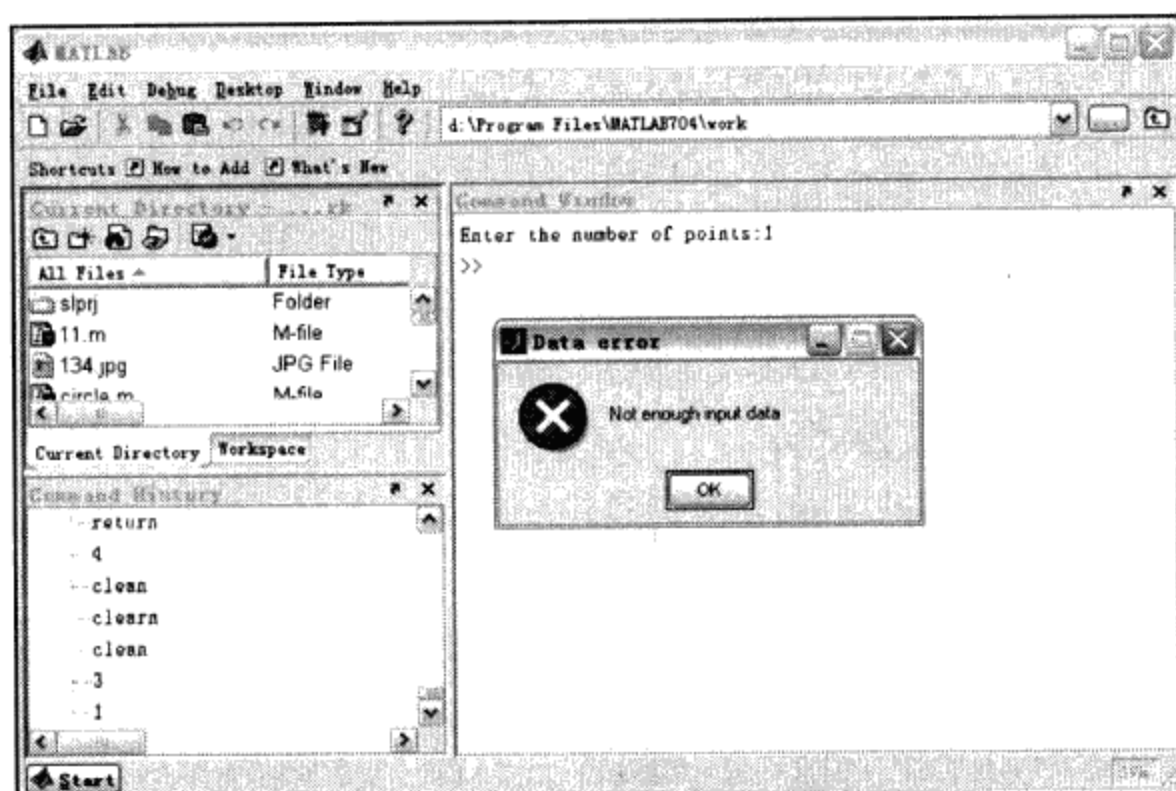 MATLAB
File Edit Debug Desktop Window Help
d:\Program Files\MATLAB704\work
Shortcuts How to Add What's New
Current Directory - ...rk
All Files File Type
slprj Folder
11.m M-file
134.jpg JPG File
circle.m M-file
Current Directory Workspace
Command History
return
4
clean
clearn
clean
3
1
Start
Command Window
Enter the number of points:1
>>
Data error
Not enough input data
OK